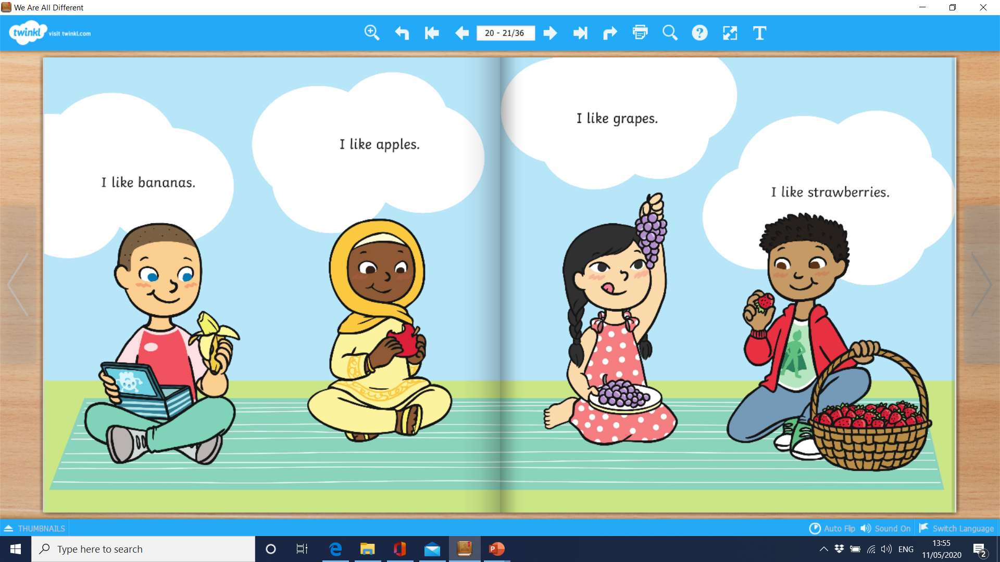 We Are All Different
twinkl visit twinkl.com
20 - 21/36
T
I like bananas.
I like apples.
I like grapes.
I like strawberries.
THUMBNAILS
Auto Flip Sound On Switch Language
Type here to search
ENG
13:55
11/05/2020
2